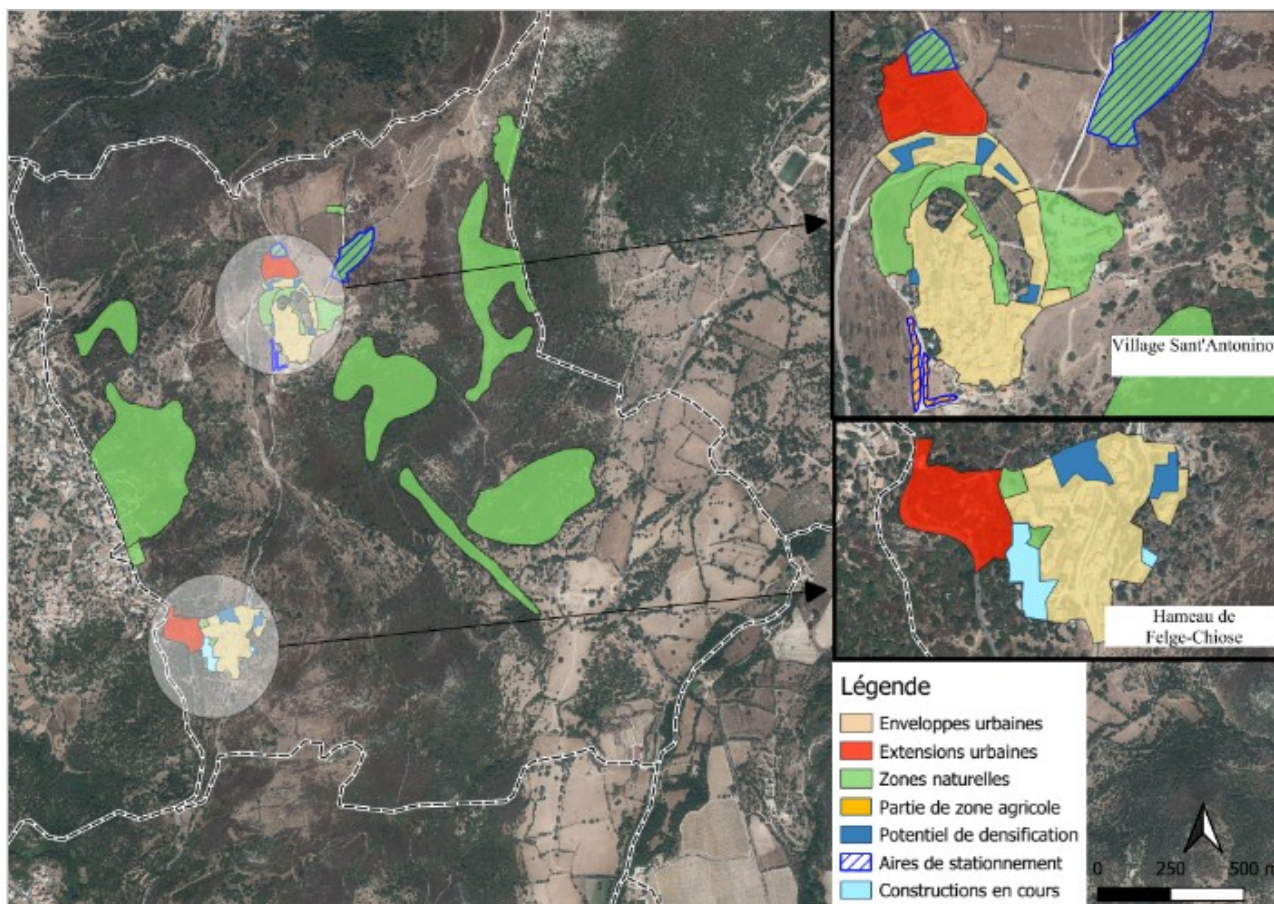 Village Sant'Antonino
Hameau de
Felge-Chiose
Légende
Enveloppes urbaines
Extensions urbaines
Zones naturelles
Partie de zone agricole
Potentiel de densification
Aires de stationnement
Constructions en cours
0 250 500 m